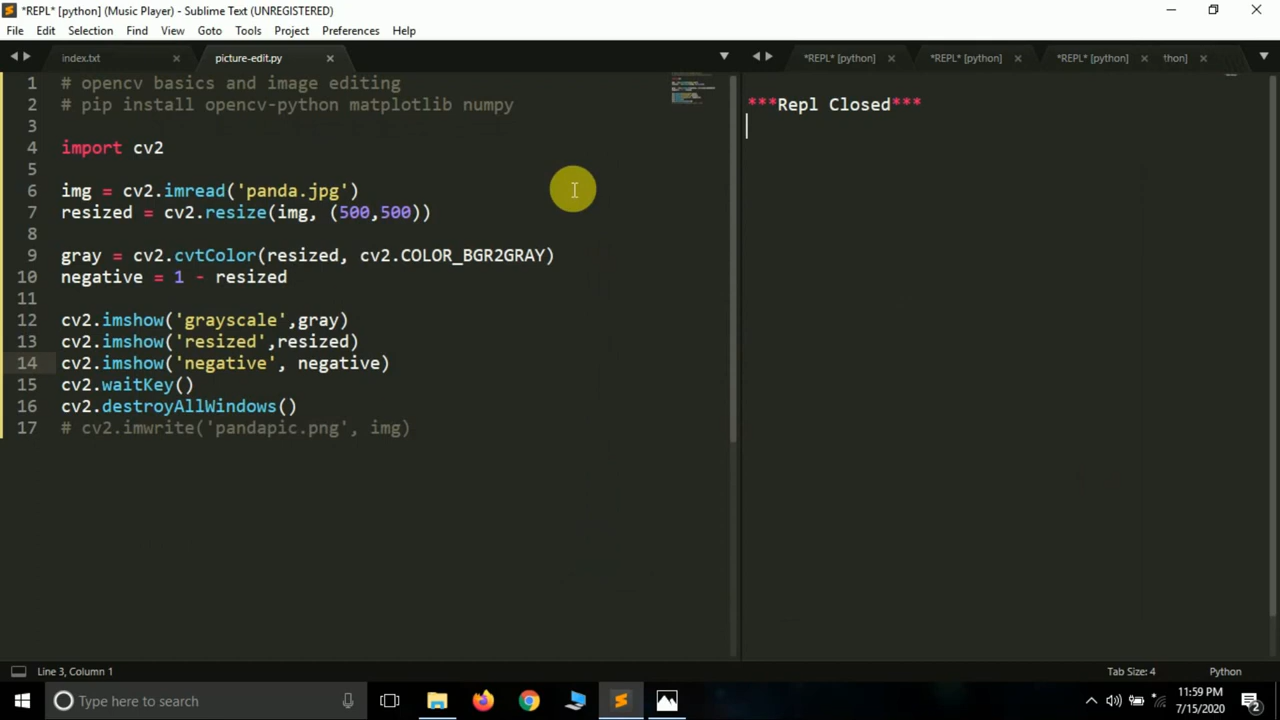 *REPL* [python] (Music Player) - Sublime Text (UNREGISTERED)
File Edit Selection Find View Goto Tools Project Preferences Help
index.txt picture-edit.py *REPL* [python] *REPL* [python] *REPL* [python] thon]
1 # opencv basics and image editing
2 # pip install opencv-python matplotlib numpy
3
4 import cv2
5
6 img = cv2.imread('panda.jpg')
7 resized = cv2.resize(img, (500,500))
8
9 gray = cv2.cvtColor(resized, cv2.COLOR_BGR2GRAY)
10 negative = 1 - resized
11
12 cv2.imshow('grayscale',gray)
13 cv2.imshow('resized',resized)
14 cv2.imshow('negative', negative)
15 cv2.waitKey()
16 cv2.destroyAllWindows()
17 # cv2.imwrite('pandapic.png', img)
***Repl Closed***
Line 3, Column 1 Tab Size: 4 Python
Type here to search
11:59 PM
7/15/2020
2